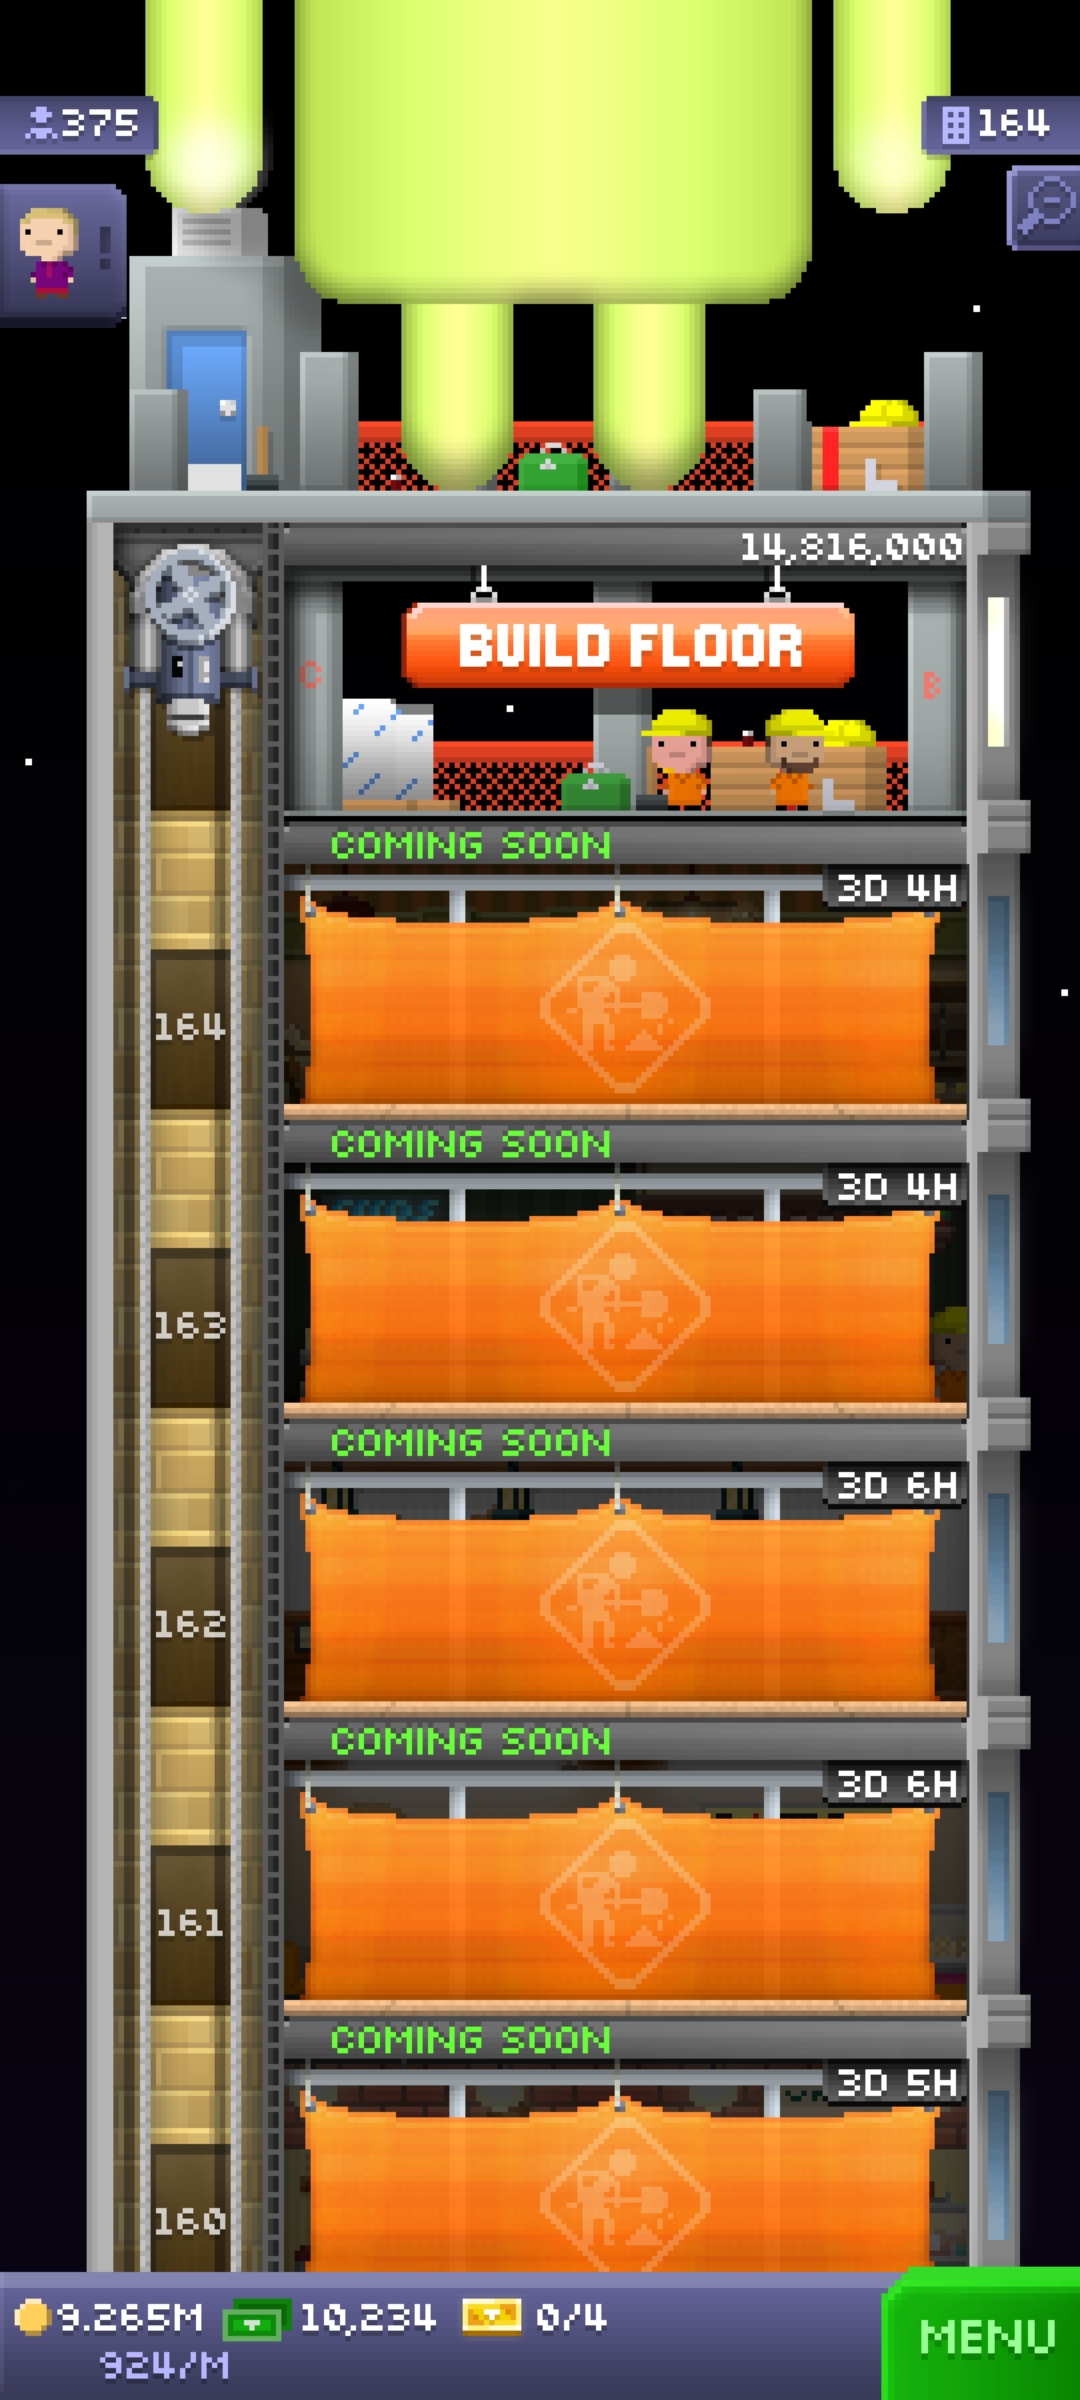 375
164
!
14,816,000
BUILD FLOOR
C
B
COMING SOON
3D 4H
164
COMING SOON
3D 4H
163
COMING SOON
3D 6H
162
COMING SOON
3D 6H
161
COMING SOON
3D 5H
160
9.265M 10,234 0/4
924/M
MENU